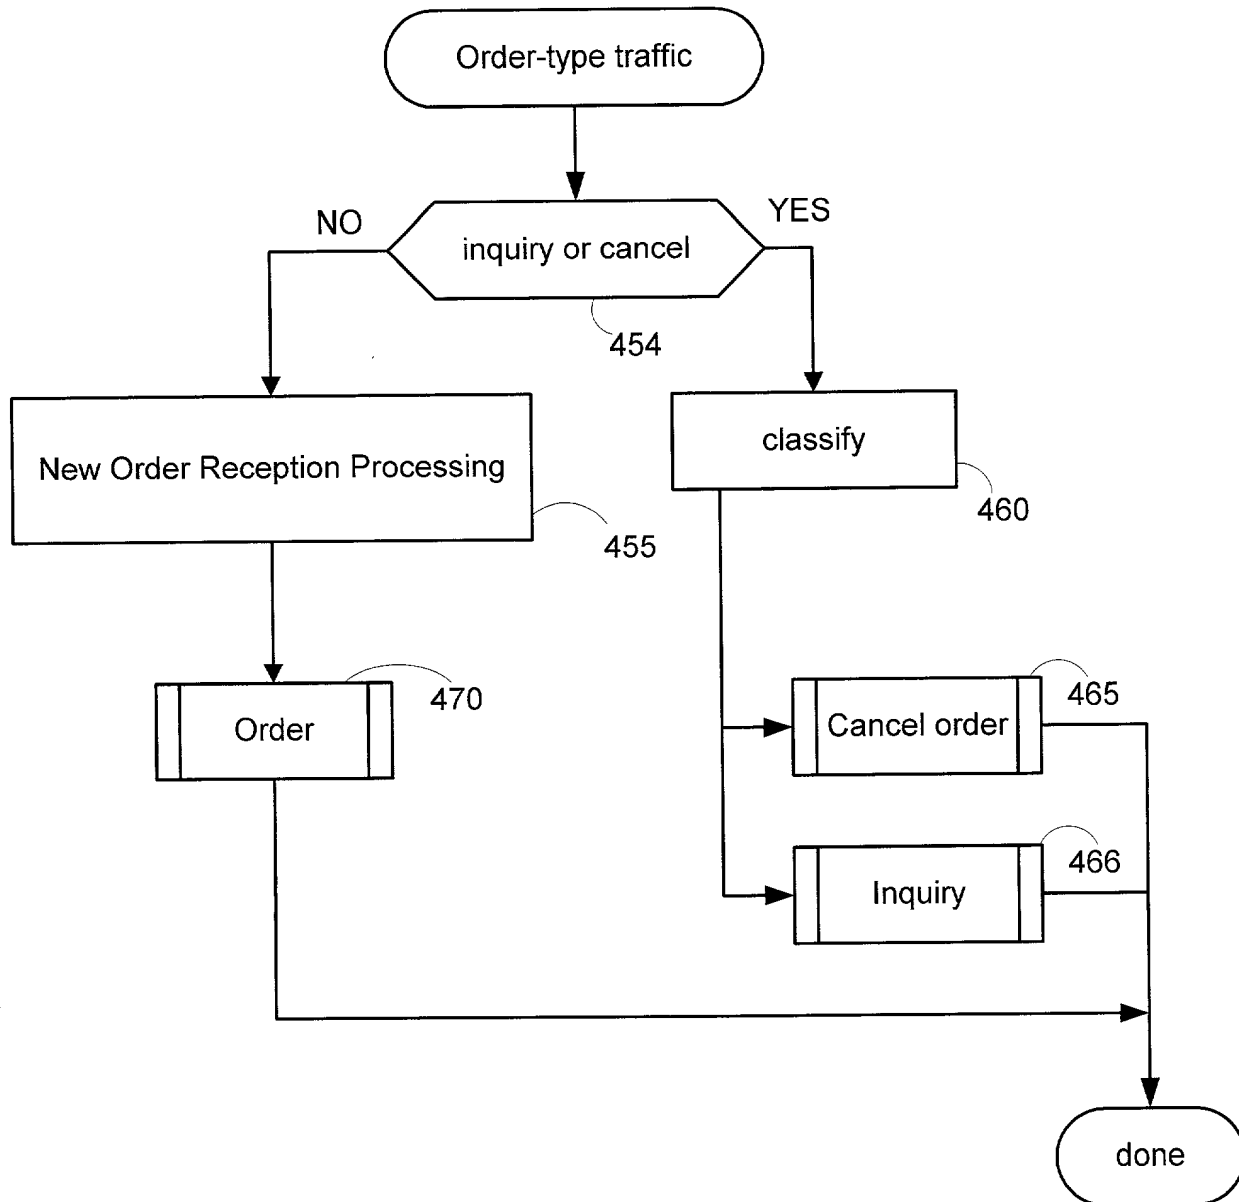 Order-type traffic
NO
YES
inquiry or cancel
454
New Order Reception Processing
455
classify
460
Order
470
Cancel order
465
Inquiry
466
done